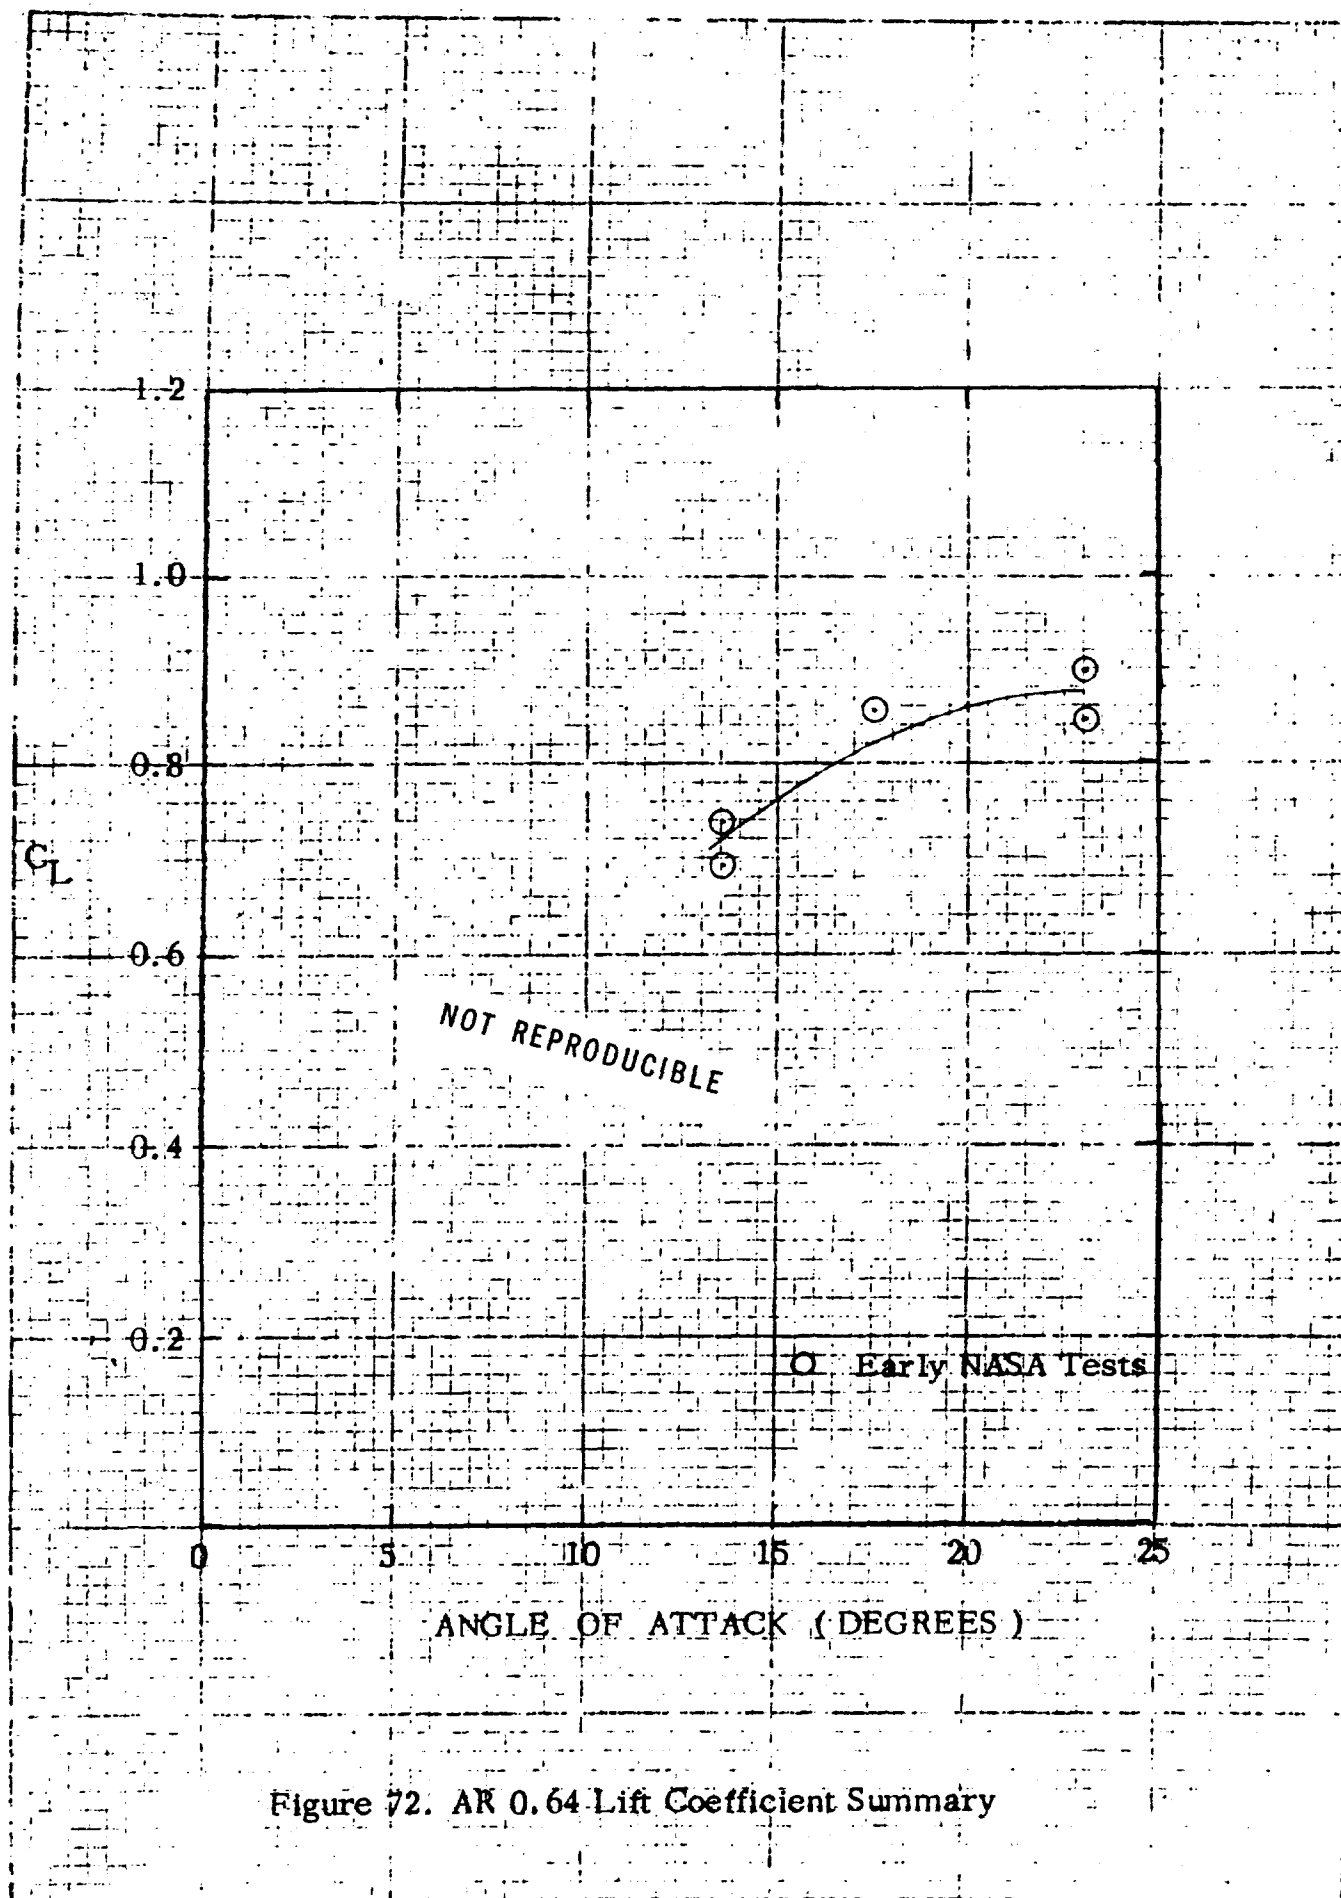 1.2
1.0
0.8
C_L
0.6
NOT REPRODUCIBLE
0.4
0.2
O Early NASA Tests
0 5 10 15 20 25
ANGLE OF ATTACK ( DEGREES )
Figure 72. AR 0.64 Lift Coefficient Summary